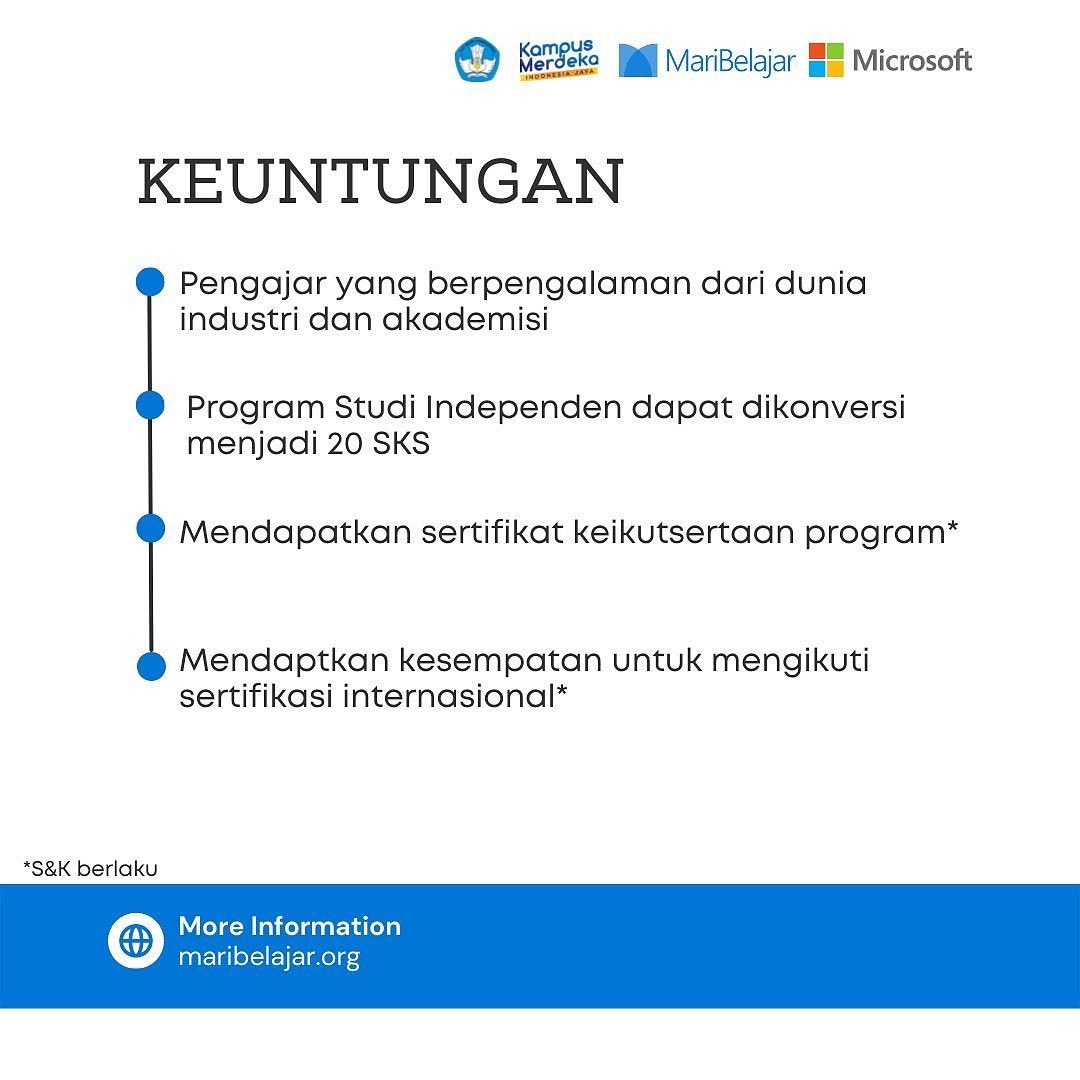 Kampus
Merdeka
INDONESIA JAYA
MariBelajar
Microsoft
KEUNTUNGAN
Pengajar yang berpengalaman dari dunia
industri dan akademisi
Program Studi Independen dapat dikonversi
menjadi 20 SKS
Mendapatkan sertifikat keikutsertaan program*
Mendaptkan kesempatan untuk mengikuti
sertifikasi internasional*
*S&K berlaku
More Information
maribelajar.org